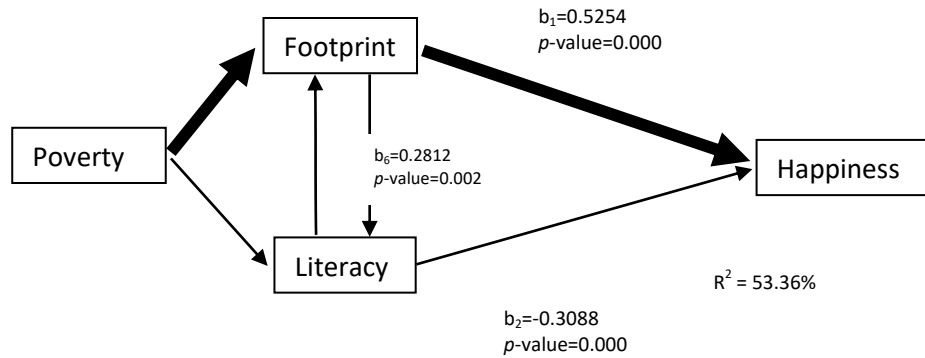 b₁=0.5254
p-value=0.000
Footprint
Poverty
b₆=0.2812
p-value=0.002
Happiness
Literacy
R² = 53.36%
b₂=-0.3088
p-value=0.000